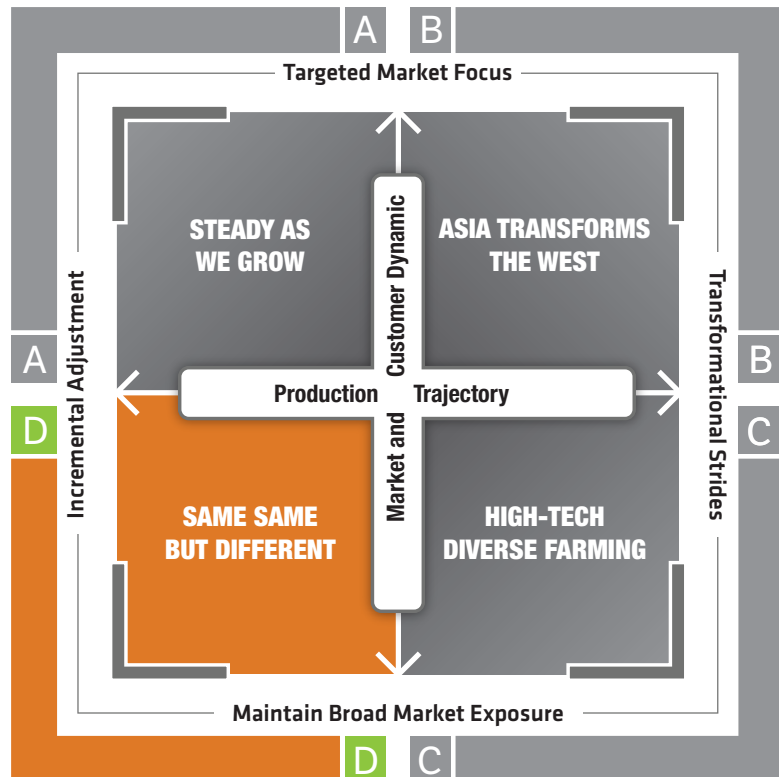 A B
Targeted Market Focus
STEADY AS
WE GROW
ASIA TRANSFORMS
THE WEST
Market and Customer Dynamic
Incremental Adjustment
Transformational Strides
A
B
Production Trajectory
D
C
SAME SAME
BUT DIFFERENT
HIGH-TECH
DIVERSE FARMING
Maintain Broad Market Exposure
D C